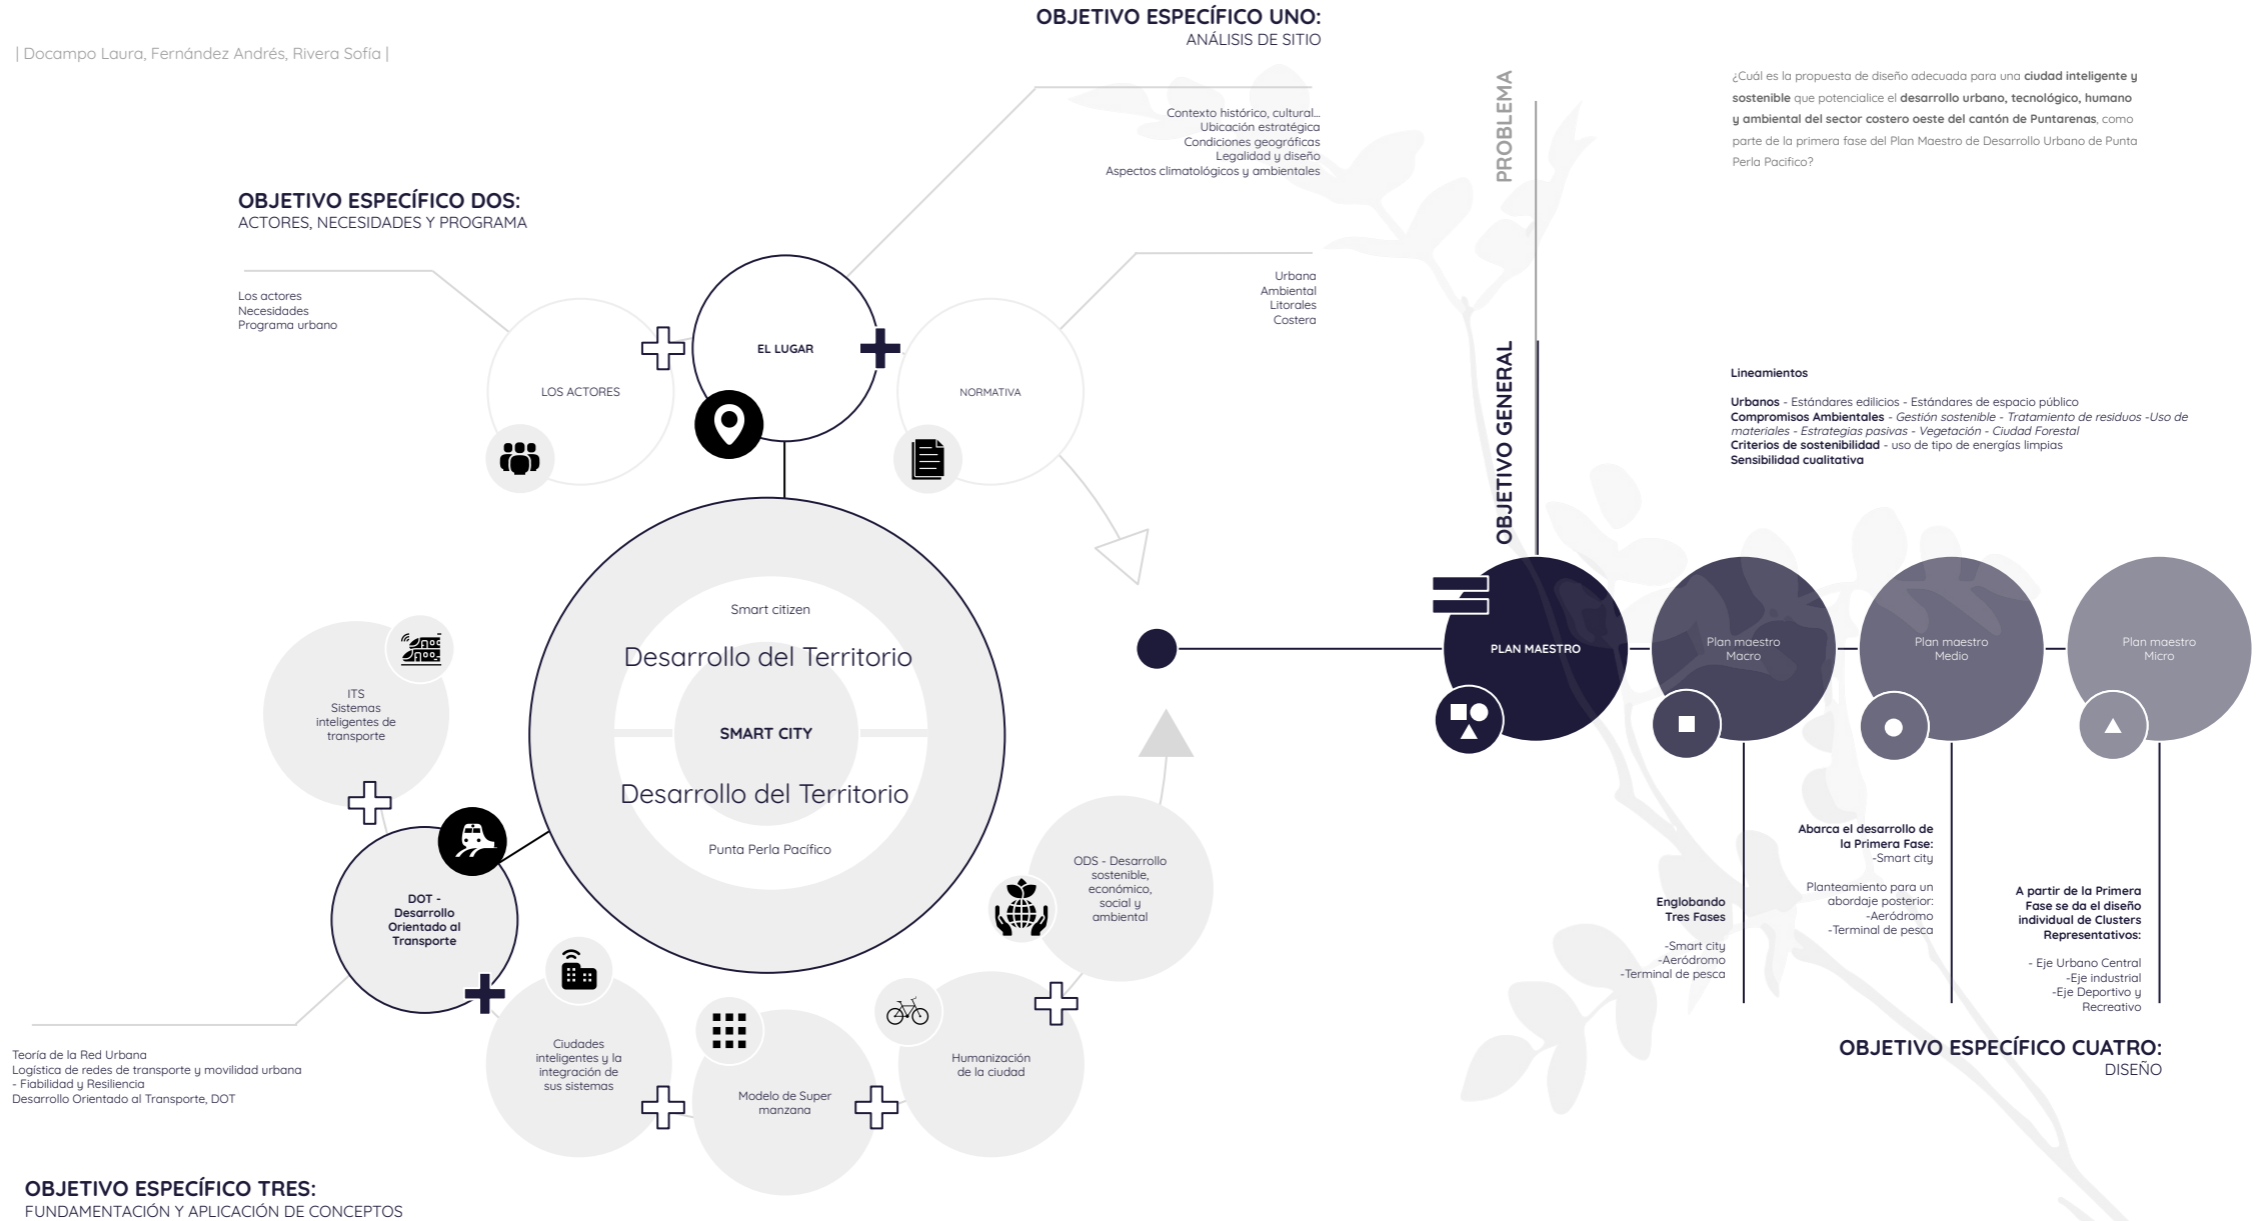 | Docampo Laura, Fernández Andrés, Rivera Sofía |
OBJETIVO ESPECÍFICO UNO:
ANÁLISIS DE SITIO
Contexto histórico, cultural...
Ubicación estratégica
Condiciones geográficas
Legalidad y diseño
Aspectos climatológicos y ambientales
PROBLEMA
¿Cuál es la propuesta de diseño adecuada para una ciudad inteligente y
sostenible que potencialice el desarrollo urbano, tecnológico, humano
y ambiental del sector costero oeste del cantón de Puntarenas, como
parte de la primera fase del Plan Maestro de Desarrollo Urbano de Punta
Perla Pacifico?
OBJETIVO ESPECÍFICO DOS:
ACTORES, NECESIDADES Y PROGRAMA
Los actores
Necesidades
Programa urbano
Urbana
Ambiental
Litorales
Costera
LOS ACTORES
EL LUGAR
NORMATIVA
OBJETIVO GENERAL
Lineamientos
Urbanos - Estándares edilicios - Estándares de espacio público
Compromisos Ambientales - Gestión sostenible - Tratamiento de residuos -Uso de
materiales - Estrategias pasivas - Vegetación - Ciudad Forestal
Criterios de sostenibilidad - uso de tipo de energías limpias
Sensibilidad cualitativa
Smart citizen
Desarrollo del Territorio
SMART CITY
Desarrollo del Territorio
Punta Perla Pacífico
ITS
Sistemas
inteligentes de
transporte
DOT -
Desarrollo
Orientado al
Transporte
Ciudades
inteligentes y la
integración de
sus sistemas
Modelo de Super
manzana
Humanización
de la ciudad
ODS - Desarrollo
sostenible,
económico,
social y
ambiental
PLAN MAESTRO
Plan maestro
Macro
Plan maestro
Medio
Plan maestro
Micro
Englobando
Tres Fases
-Smart city
-Aeródromo
-Terminal de pesca
Abarca el desarrollo de
la Primera Fase:
-Smart city
Planteamiento para un
abordaje posterior:
-Aeródromo
-Terminal de pesca
A partir de la Primera
Fase se da el diseño
individual de Clusters
Representativos:
- Eje Urbano Central
-Eje industrial
-Eje Deportivo y
Recreativo
OBJETIVO ESPECÍFICO CUATRO:
DISEÑO
Teoría de la Red Urbana
Logística de redes de transporte y movilidad urbana
- Fiabilidad y Resiliencia
Desarrollo Orientado al Transporte, DOT
OBJETIVO ESPECÍFICO TRES:
FUNDAMENTACIÓN Y APLICACIÓN DE CONCEPTOS